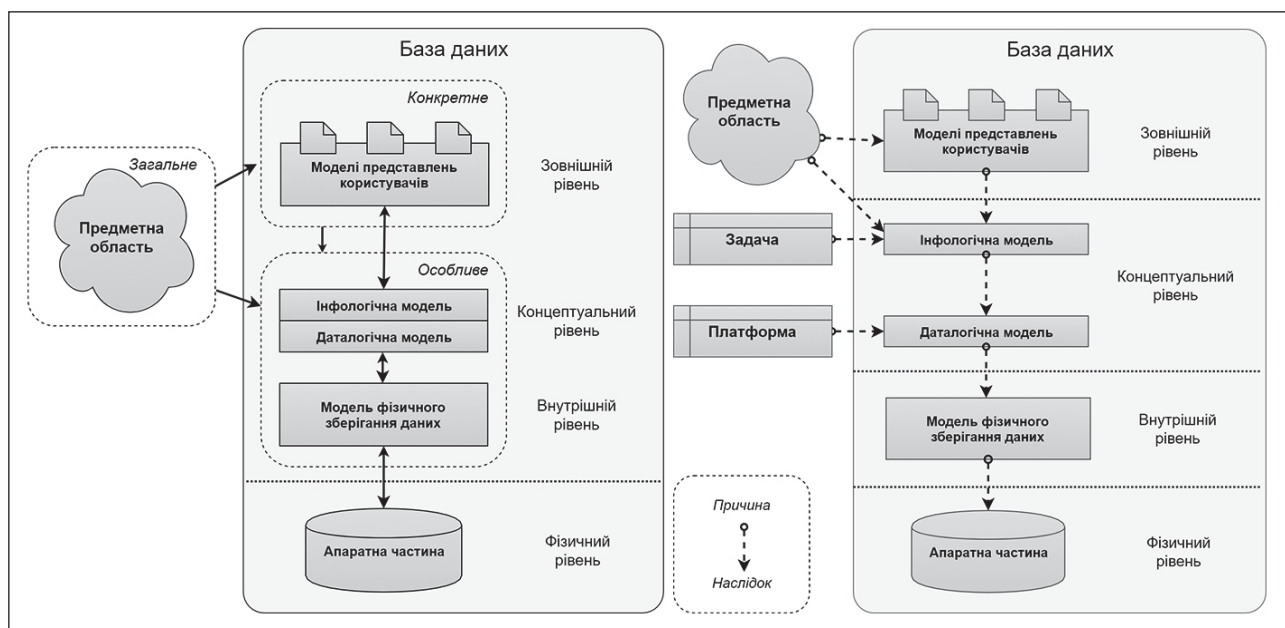 База даних
Конкретне
Моделі представлень
користувачів
Зовнішній
рівень
Загальне
Предметна
область
Особливе
Інфологічна модель
Даталогічна модель
Концептуальний
рівень
Модель фізичного
зберігання даних
Внутрішній
рівень
Апаратна частина
Фізичний
рівень
База даних
Предметна
область
Моделі представлень
користувачів
Зовнішній
рівень
Задача
Інфологічна модель
Концептуальний
рівень
Платформа
Даталогічна модель
Модель фізичного
зберігання даних
Внутрішній
рівень
Причина
Наслідок
Апаратна частина
Фізичний
рівень